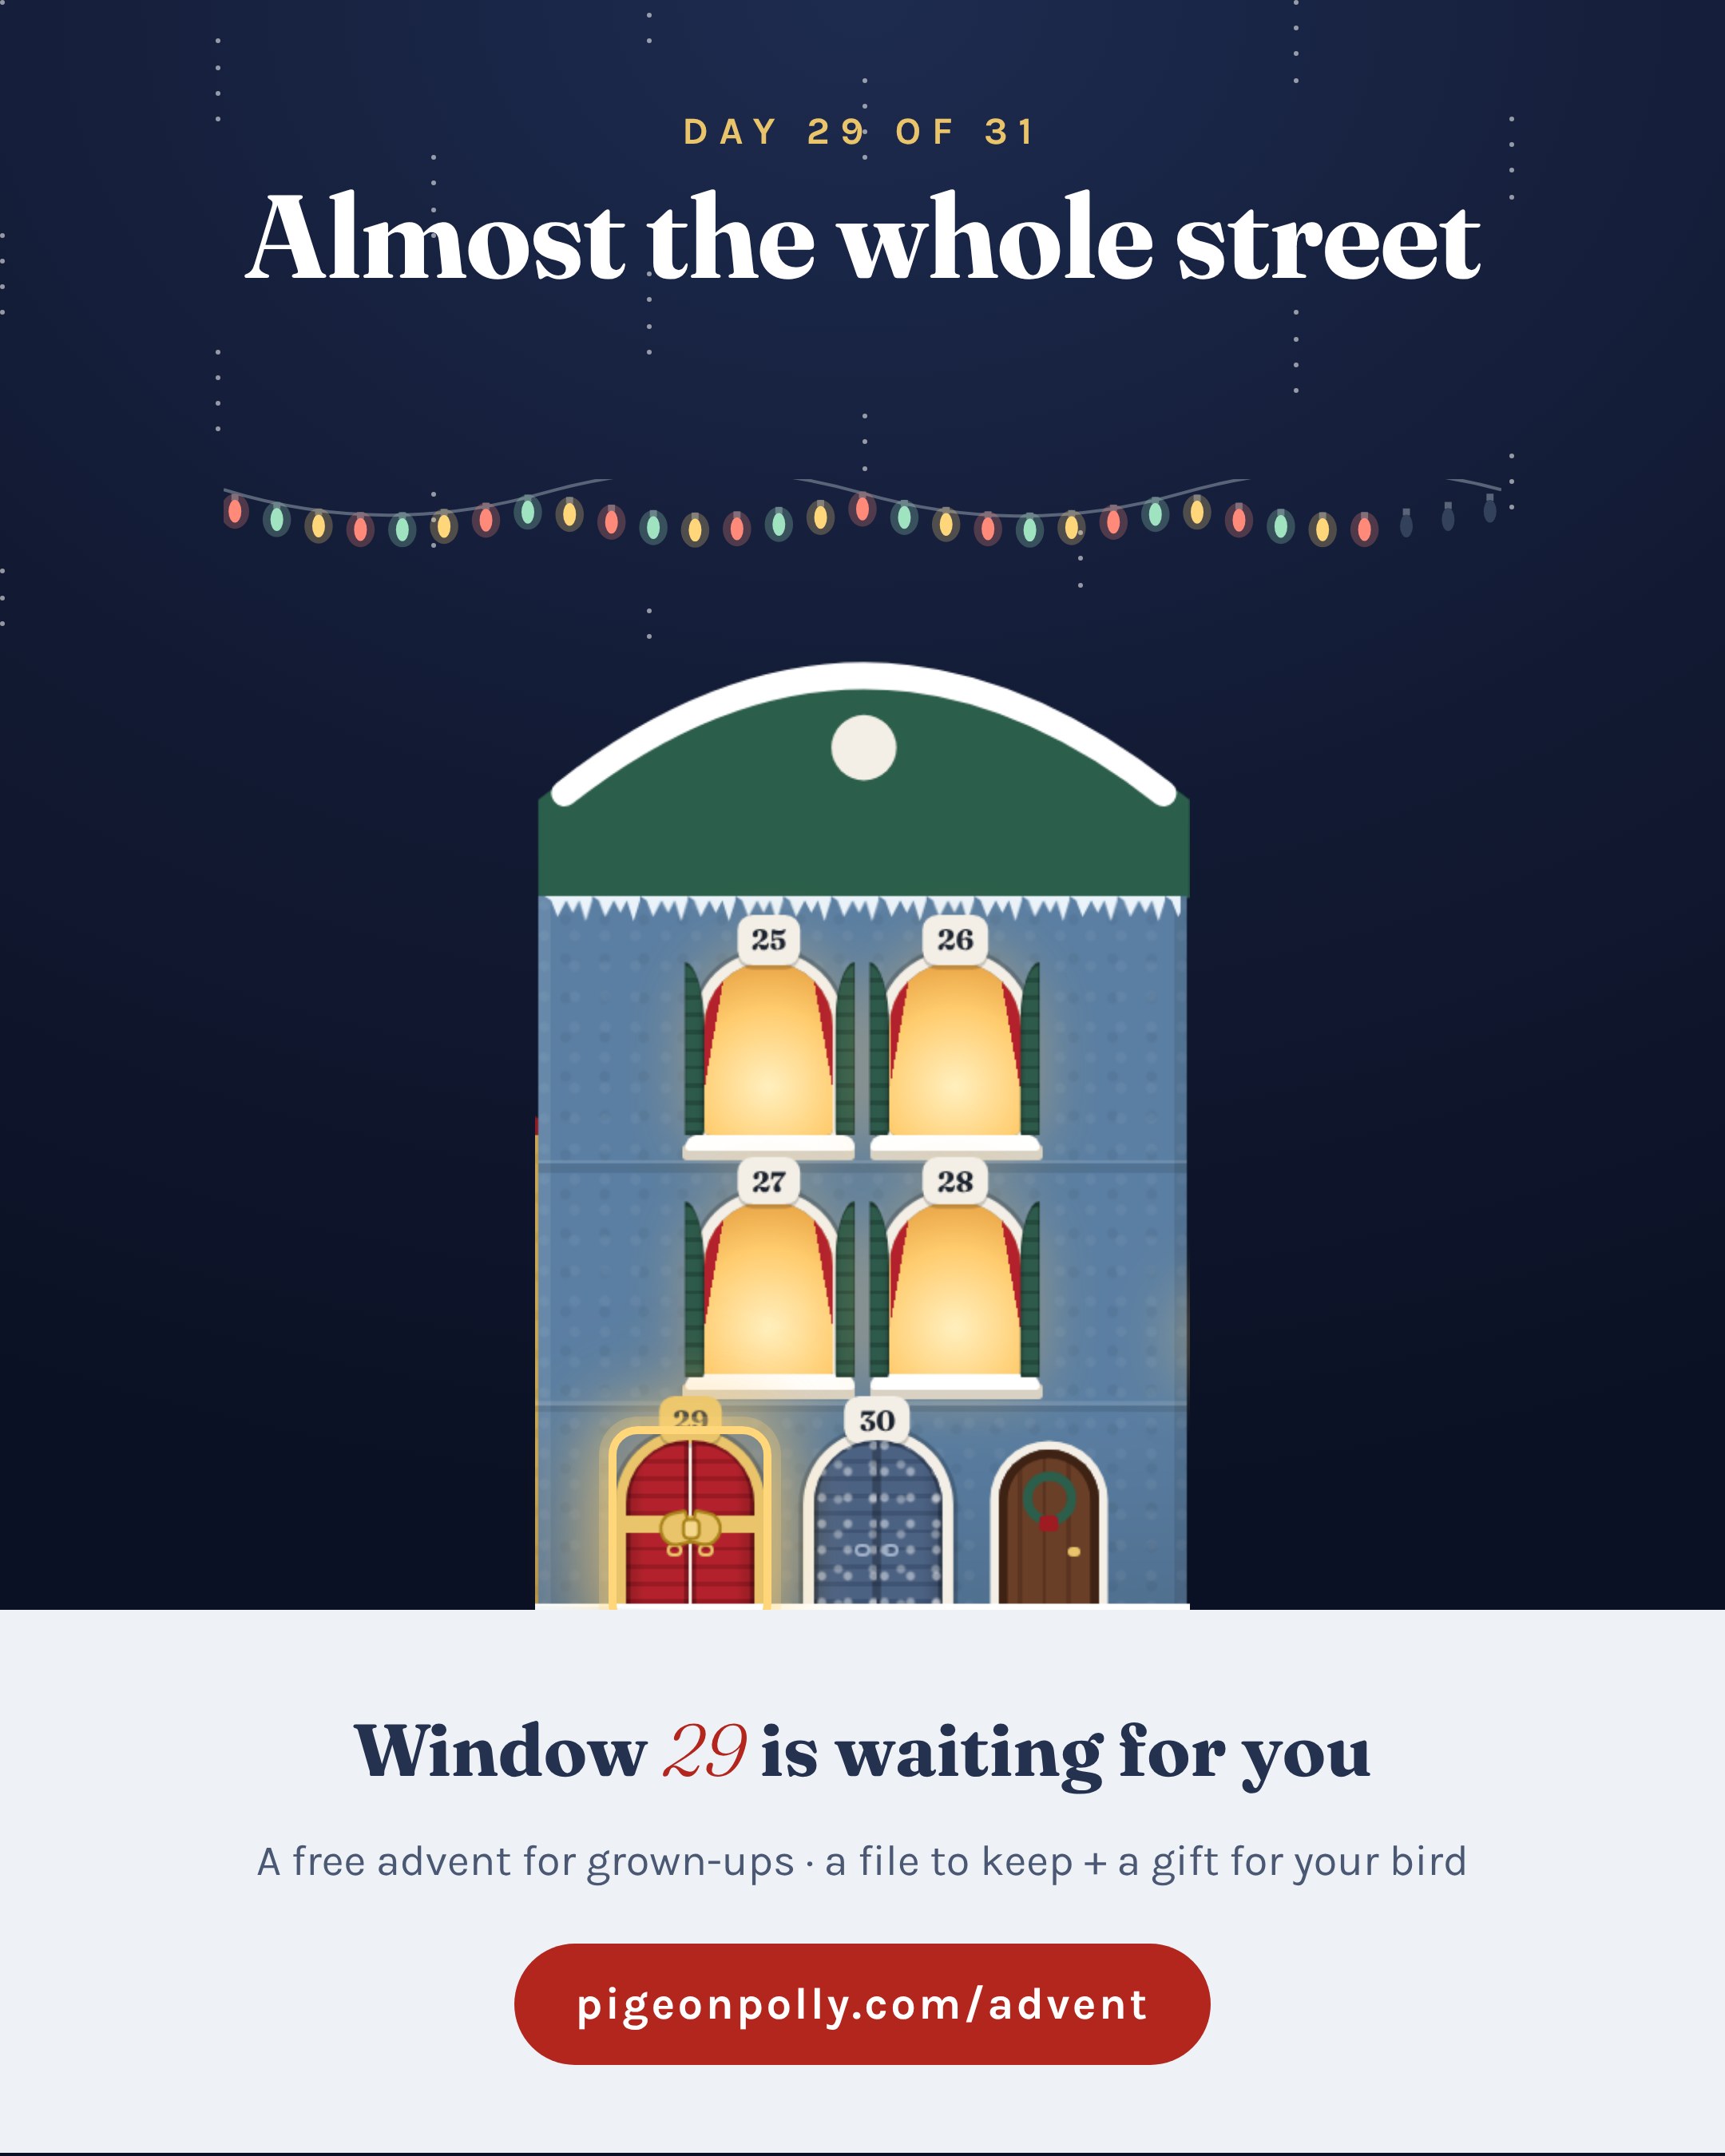 DAY 29 OF 31
Almost the whole street
25 26
27 28
29 30
Window 29 is waiting for you
A free advent for grown-ups · a file to keep + a gift for your bird
pigeonpolly.com/advent